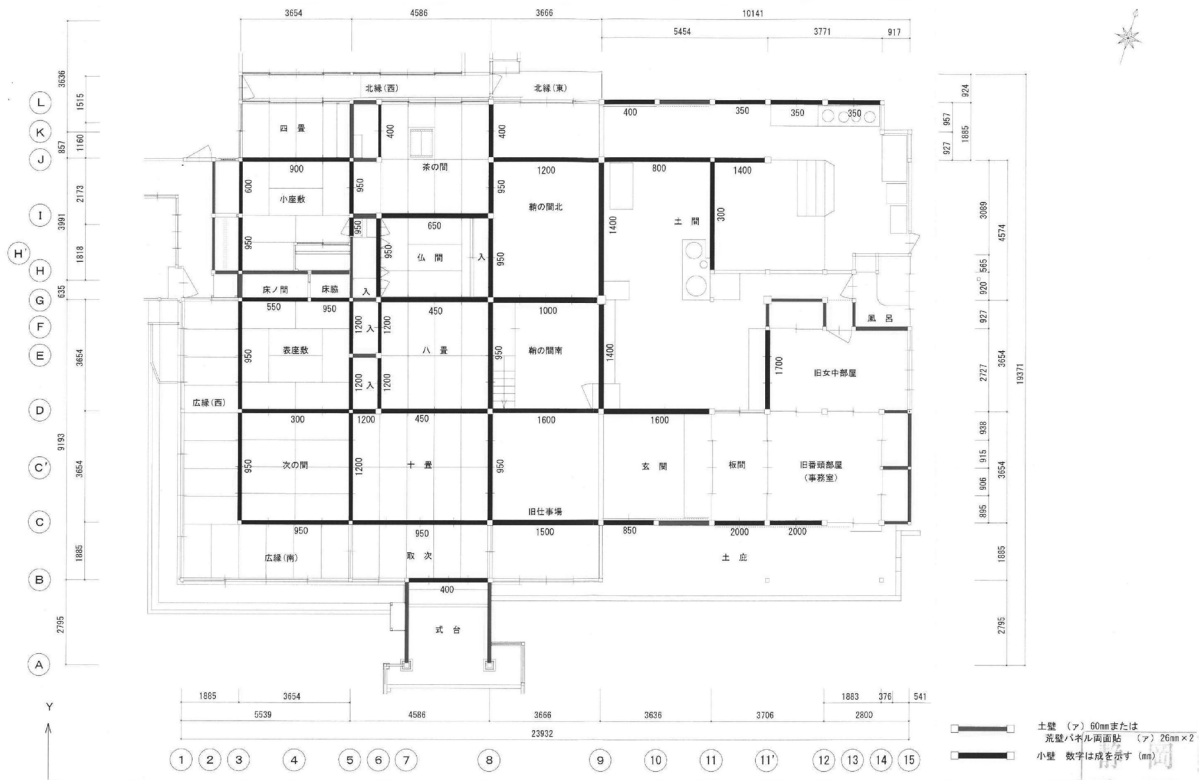 3654 4586 3666 10141
5454 3771 917
3636 1515 857 1160 3991 2173 1818 635 3654 9193 3654 1885 2795
L
K
J
I
H'
H
G
F
E
D
C'
C
B
A
北縁(西) 北縁(東)
四畳 400 400 400 350 350 350
茶の間
900 1200 800 1400
600 小座敷 950 950 鞘の間北 1400 土間 300
950 950 950 650 仏間 入 950
床ノ間 床脇 入
550 950 450 1000 風呂
950 表座敷 1200 入 1200 八畳 950 鞘の間南 1400 1700 旧女中部屋
1200 入 1200
広縁(西)
300 1200 450 1600 1600
950 次の間 1200 十畳 950 玄関 板間 旧番頭部屋
(事務室)
旧仕事場
950 950 1500 850 2000 2000
広縁(南) 取次 土庇
400
式台
924 957 1885 927 3089 4574 565 920 927 3654 2727 19371 938 915 3654 906 895 1885 2795
1885 3654 1883 376 541
5539 4586 3666 3636 3706 2800
23932
1 2 3 4 5 6 7 8 9 10 11 11' 12 13 14 15
Y
土壁 (ァ) 60mmまたは
荒壁パネル両面貼 (ァ) 26mm×2
小壁 数字は成を示す (mm)
静岡